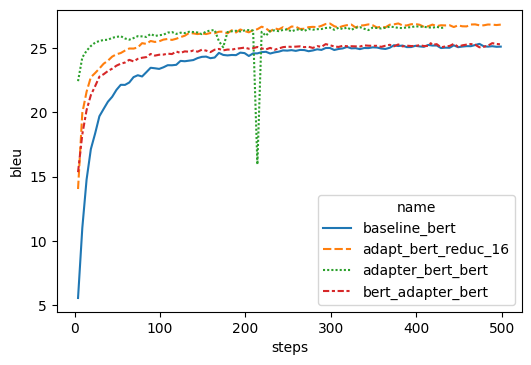 25
20
15
10
5
bleu
0
100
200
300
400
500
steps
name
baseline_bert
adapt_bert_reduc_16
adapter_bert_bert
bert_adapter_bert